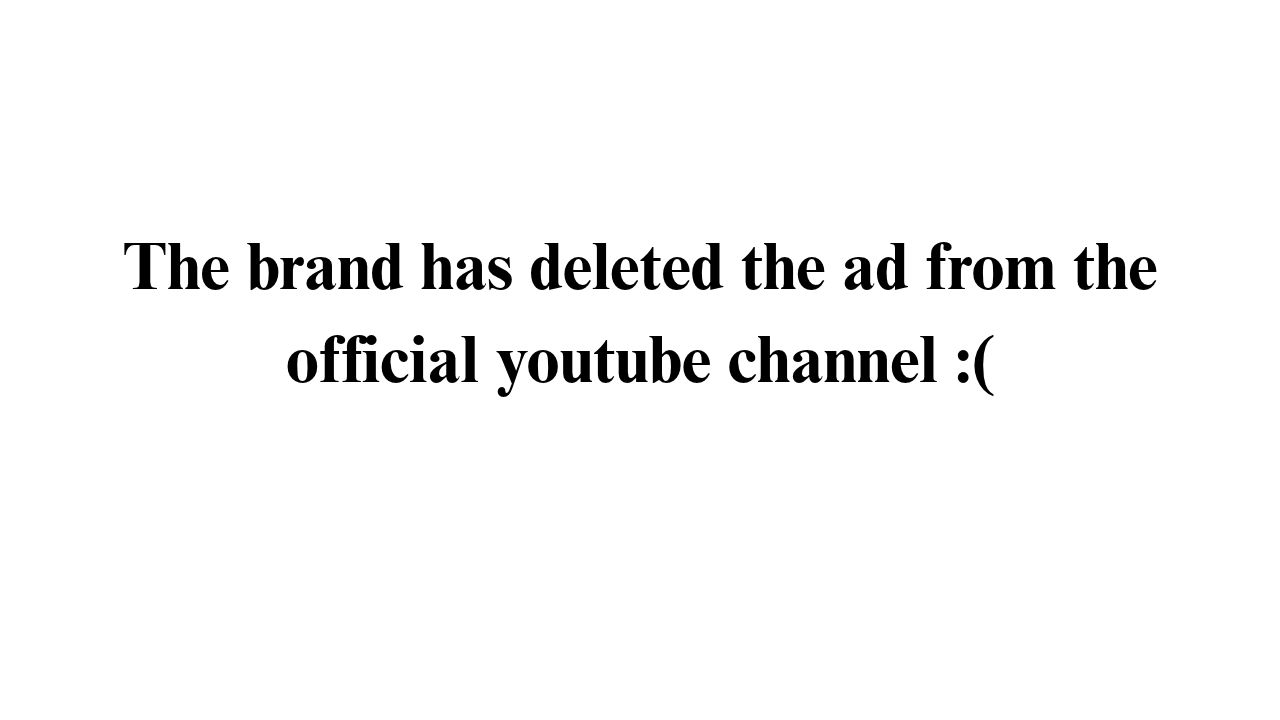 The brand has deleted the ad from the
official youtube channel :(